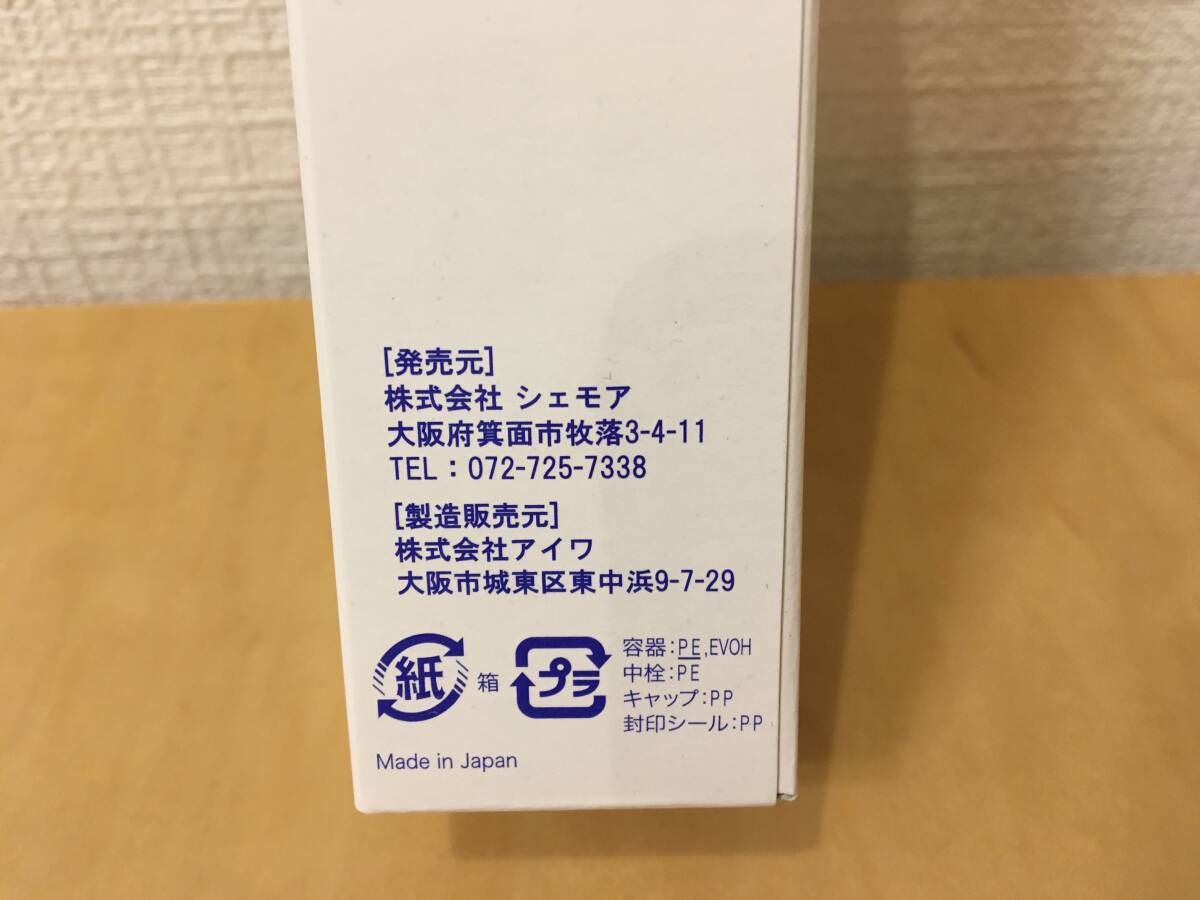 [発売元]
株式会社 シェモア
大阪府箕面市牧落3-4-11
TEL：072-725-7338
[製造販売元]
株式会社アイワ
大阪市城東区東中浜9-7-29
紙 箱
プラ
容器:PE,EVOH
中栓:PE
キャップ:PP
封印シール:PP
Made in Japan